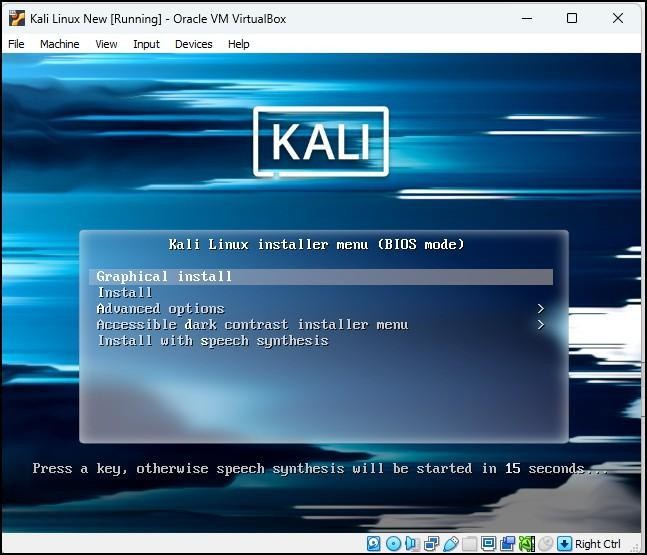 Kali Linux New [Running] - Oracle VM VirtualBox
File Machine View Input Devices Help
KALI
Kali Linux installer menu (BIOS mode)
Graphical install
Install
Advanced options >
Accessible dark contrast installer menu >
Install with speech synthesis
Press a key, otherwise speech synthesis will be started in 15 seconds...
Right Ctrl